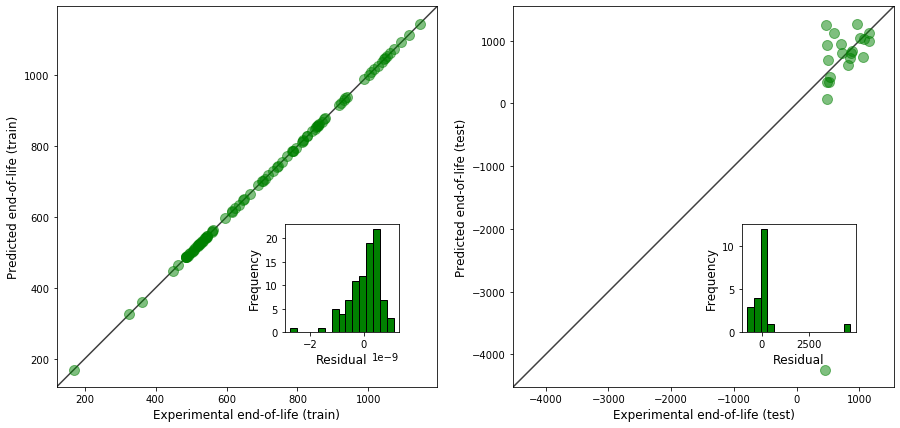 1000
800
600
400
200
Predicted end-of-life (train)
200 400 600 800 1000
Experimental end-of-life (train)
20
15
10
5
0
Frequency
−2 0
1e−9
Residual
1000
0
−1000
−2000
−3000
−4000
Predicted end-of-life (test)
−4000 −3000 −2000 −1000 0 1000
Experimental end-of-life (test)
10
5
0
Frequency
0 2500
Residual